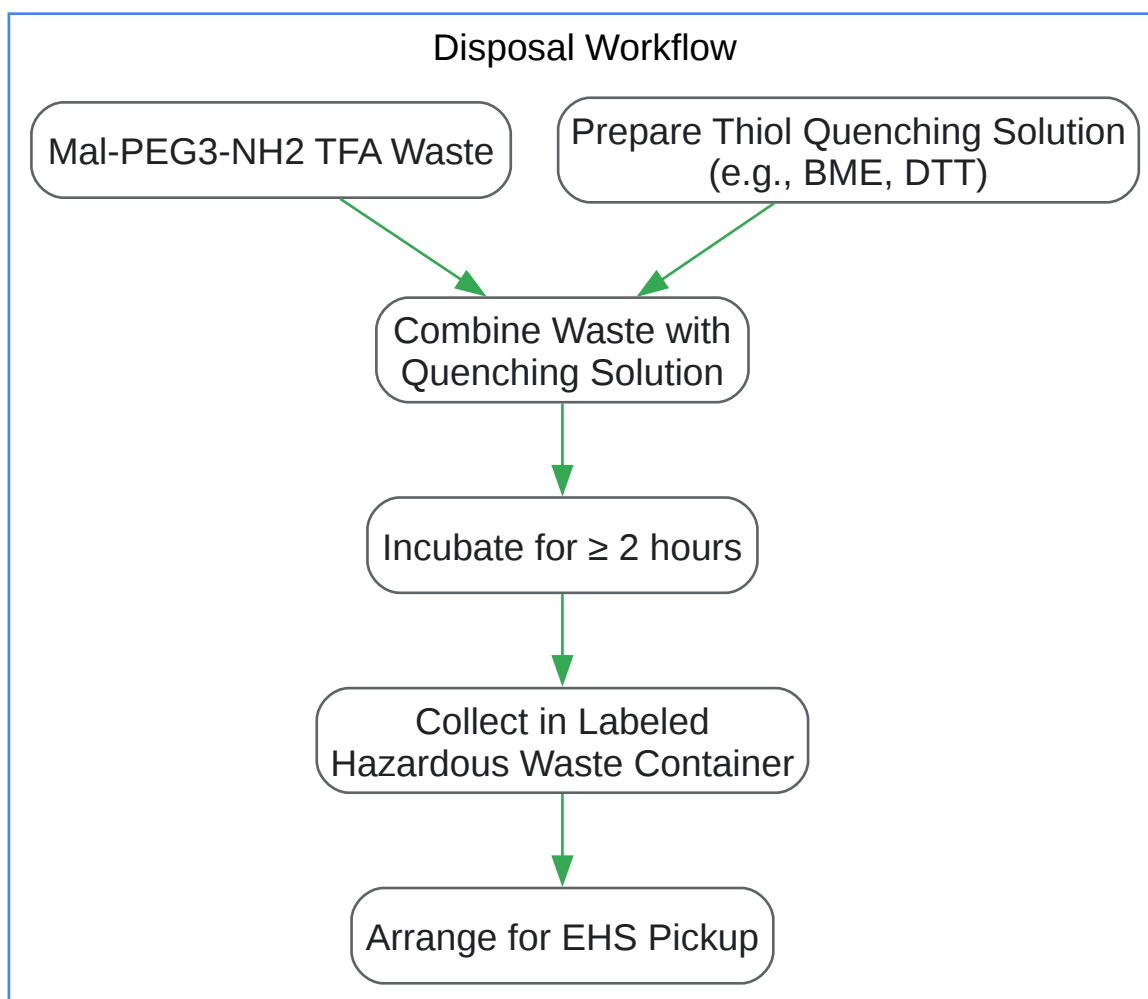 Disposal Workflow
Mal-PEG3-NH2 TFA Waste
Prepare Thiol Quenching Solution
(e.g., BME, DTT)
Combine Waste with
Quenching Solution
Incubate for ≥ 2 hours
Collect in Labeled
Hazardous Waste Container
Arrange for EHS Pickup